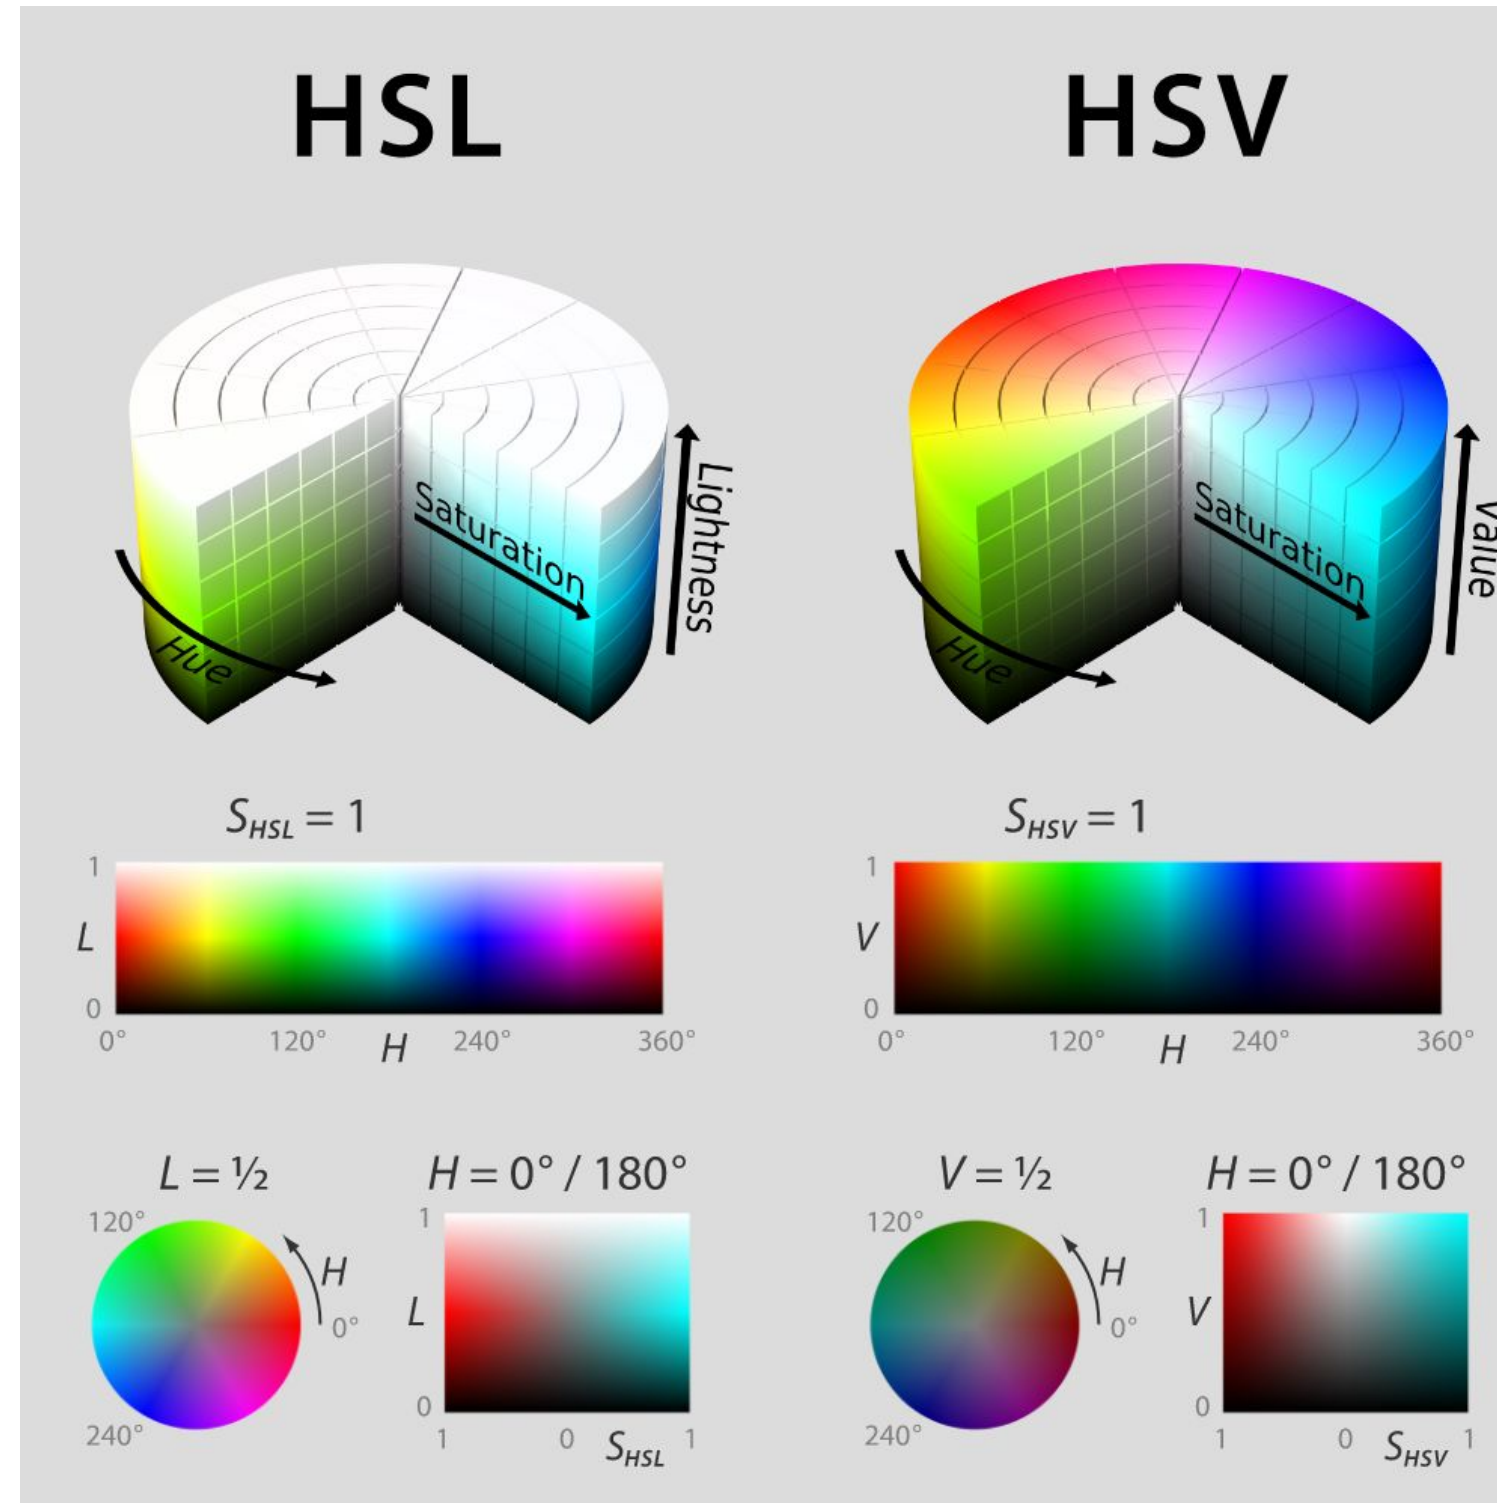 HSL
HSV
Lightness
Saturation
Hue
Value
Saturation
Hue
S_HSL = 1
1
L
0
0°
120°
H
240°
360°
S_HSV = 1
1
V
0
0°
120°
H
240°
360°
L = ½
120°
H
0°
240°
H = 0° / 180°
1
L
0
1
0
S_HSL
1
V = ½
120°
H
0°
240°
H = 0° / 180°
1
V
0
1
0
S_HSV
1